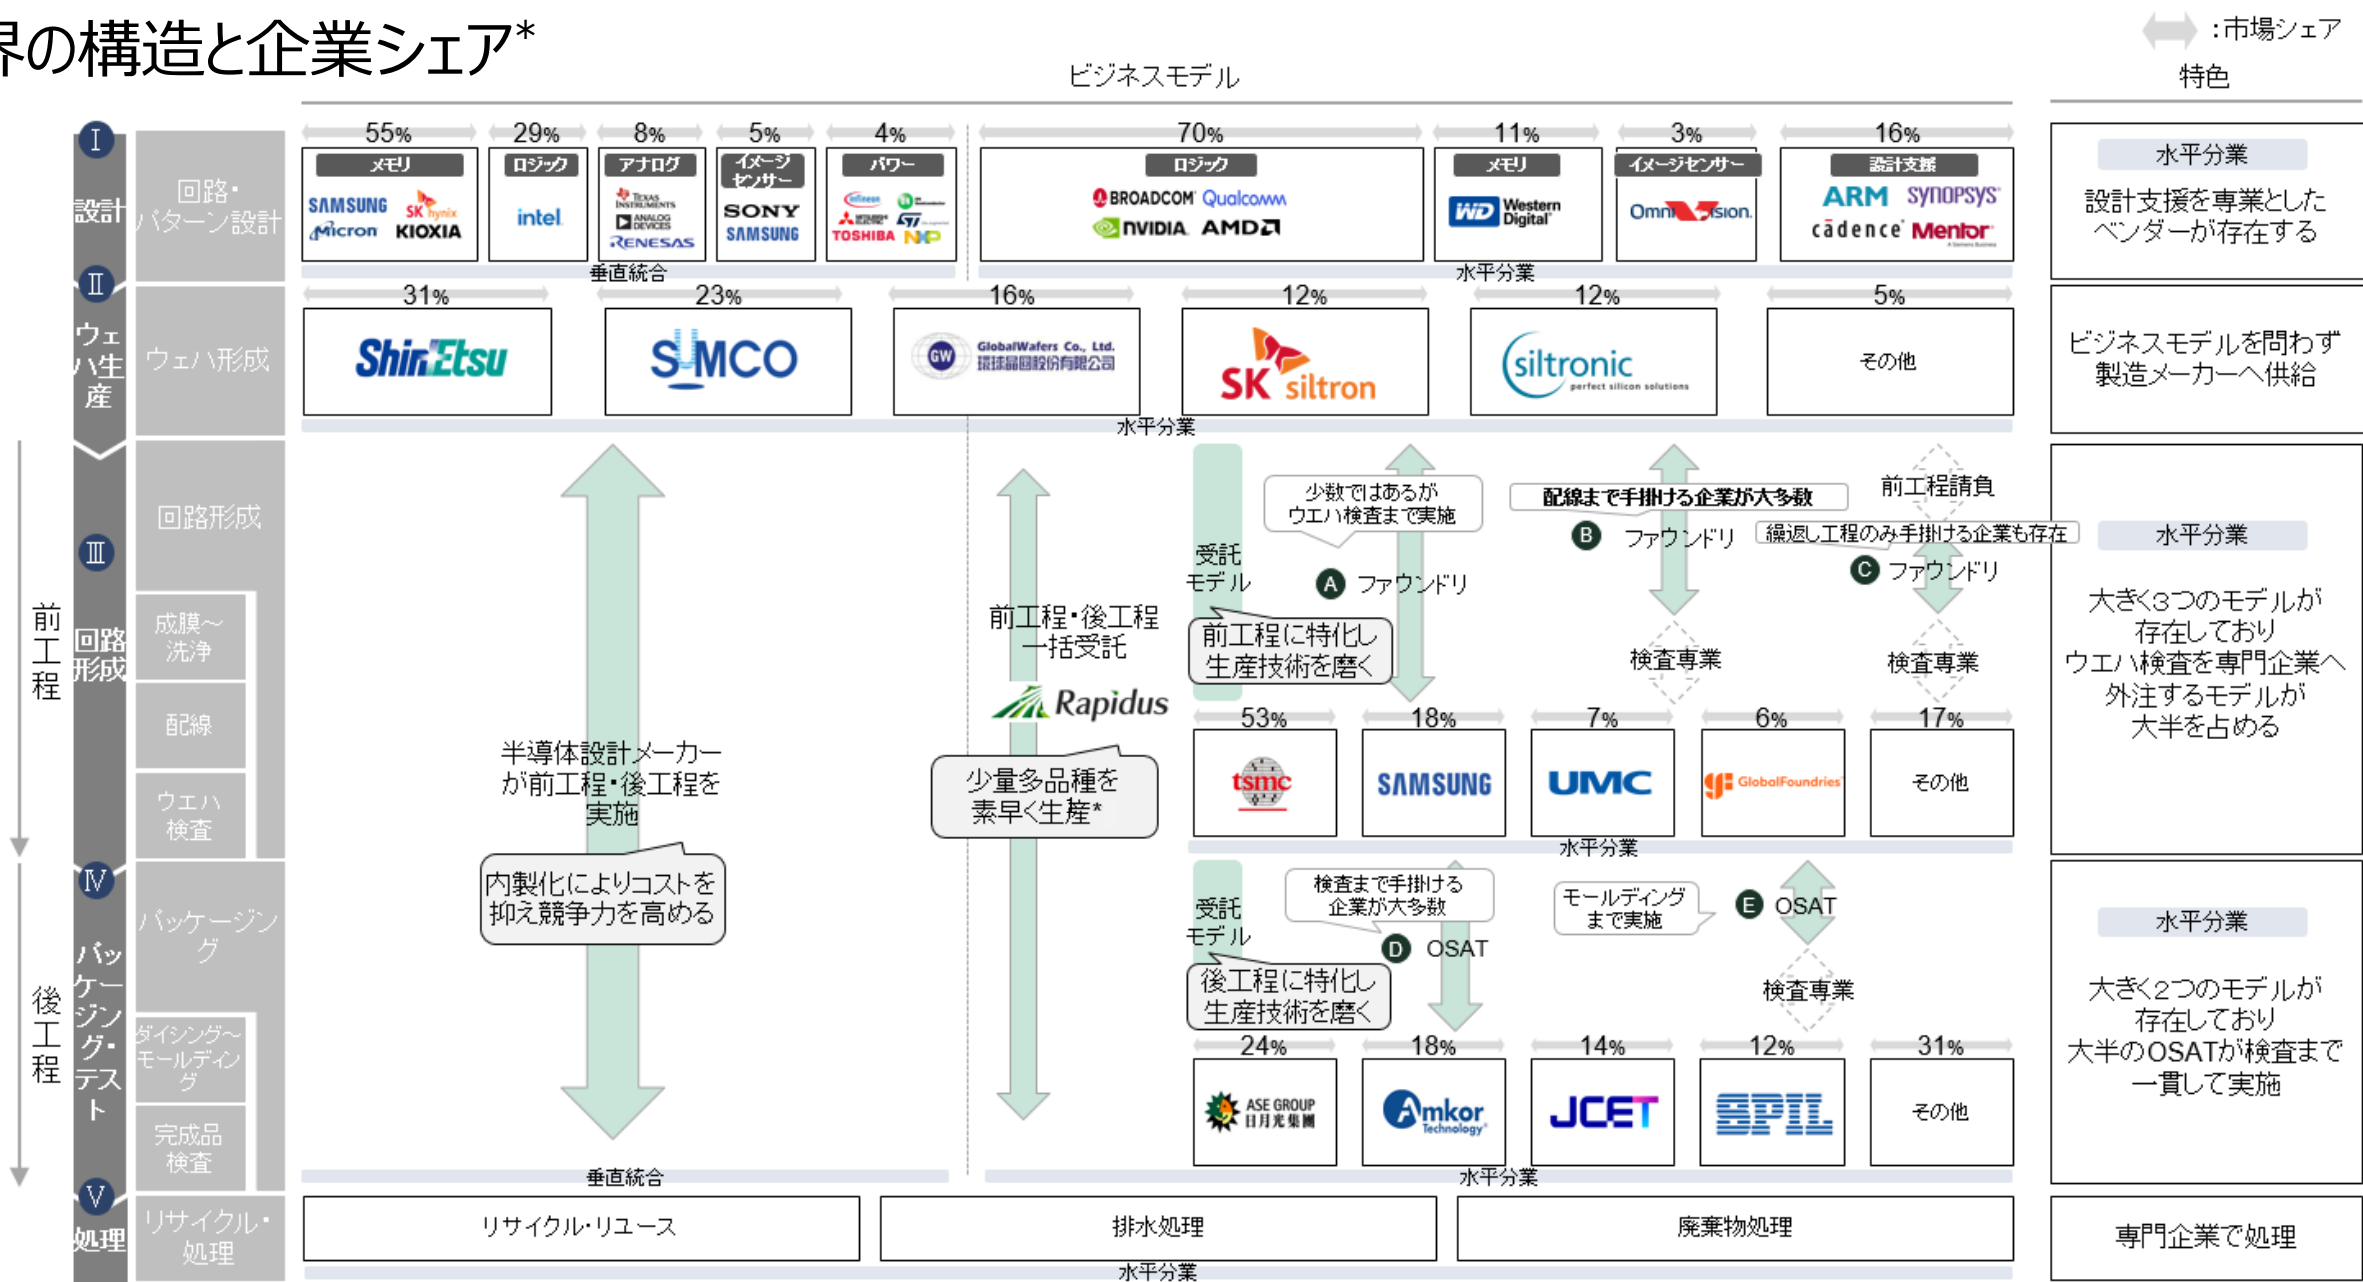 界の構造と企業シェア*
:市場シェア
ビジネスモデル
特色
Ⅰ
設計
回路・
パターン設計
55%
メモリ
SAMSUNG
SK hynix
Micron
KIOXIA
29%
ロジック
intel
8%
アナログ
TEXAS
INSTRUMENTS
ANALOG
DEVICES
RENESAS
5%
イメージ
センサー
SONY
SAMSUNG
4%
パワー
infineon
MITSUBISHI
ELECTRIC
ST
TOSHIBA
NXP
垂直統合
70%
ロジック
BROADCOM
Qualcomm
NVIDIA
AMD
11%
メモリ
WD Western
Digital
3%
イメージセンサー
OmniVision
16%
設計支援
ARM
SYNOPSYS
cādence
Mentor
A Siemens Business
水平分業
水平分業
設計支援を専業とした
ベンダーが存在する
Ⅱ
ウェ
ハ生
産
ウェハ形成
31%
ShinEtsu
23%
SUMCO
16%
GW
GlobalWafers Co., Ltd.
環球晶圓股份有限公司
12%
SK siltron
12%
siltronic
perfect silicon solutions
5%
その他
水平分業
ビジネスモデルを問わず
製造メーカーへ供給
前工程
Ⅲ
回路
形成
回路形成
成膜～
洗浄
配線
ウエハ
検査
半導体設計メーカー
が前工程・後工程を
実施
内製化によりコストを
抑え競争力を高める
前工程・後工程
一括受託
Rapidus
少量多品種を
素早く生産*
受託
モデル
前工程に特化し
生産技術を磨く
少数ではあるが
ウエハ検査まで実施
A ファウンドリ
配線まで手掛ける企業が大多数
B ファウンドリ
検査専業
前工程請負
繰返し工程のみ手掛ける企業も存在
C ファウンドリ
検査専業
53%
tsmc
18%
SAMSUNG
7%
UMC
6%
GlobalFoundries
17%
その他
水平分業
水平分業
大きく3つのモデルが
存在しており
ウエハ検査を専門企業へ
外注するモデルが
大半を占める
後工程
Ⅳ
パッ
ケー
ジン
グ・
テス
ト
パッケージン
グ
ダイシング～
モールディン
グ
完成品
検査
受託
モデル
後工程に特化し
生産技術を磨く
検査まで手掛ける
企業が大多数
D OSAT
モールディング
まで実施
E OSAT
検査専業
24%
ASE GROUP
日月光集團
18%
Amkor
Technology
14%
JCET
12%
SPIL
31%
その他
垂直統合
水平分業
水平分業
大きく2つのモデルが
存在しており
大半のOSATが検査まで
一貫して実施
Ⅴ
処理
リサイクル・
処理
リサイクル・リユース
排水処理
廃棄物処理
水平分業
専門企業で処理